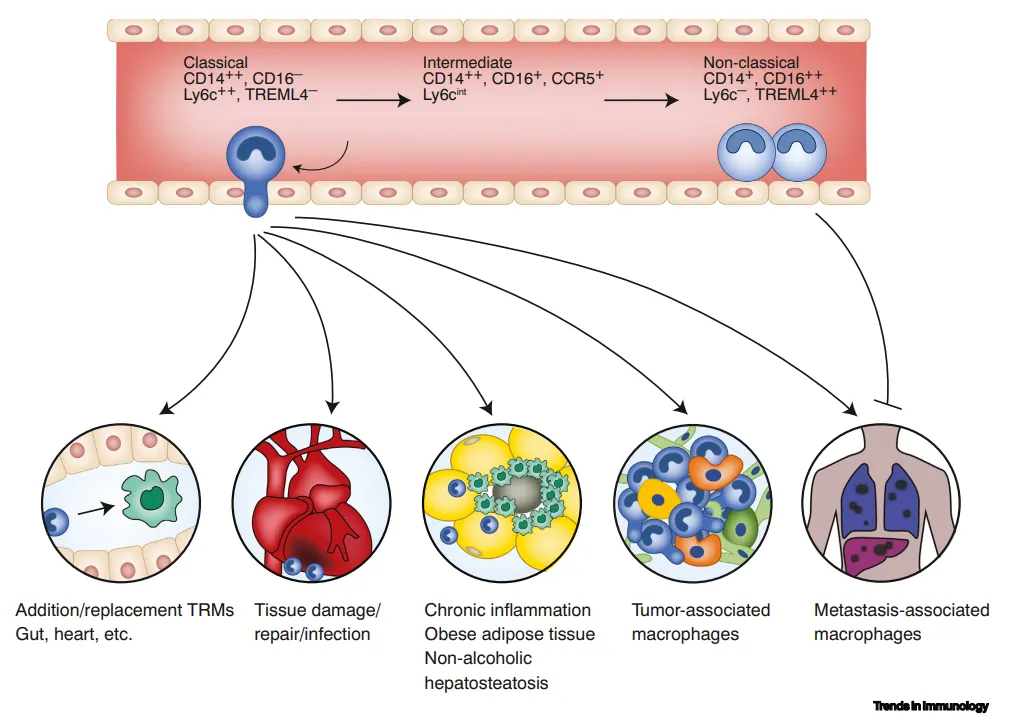 Classical
CD14++, CD16–
Ly6c++, TREML4–
Intermediate
CD14++, CD16+, CCR5+
Ly6cint
Non-classical
CD14+, CD16++
Ly6c–, TREML4++
Addition/replacement TRMs
Gut, heart, etc.
Tissue damage/
repair/infection
Chronic inflammation
Obese adipose tissue
Non-alcoholic
hepatosteatosis
Tumor-associated
macrophages
Metastasis-associated
macrophages
Trends in Immunology